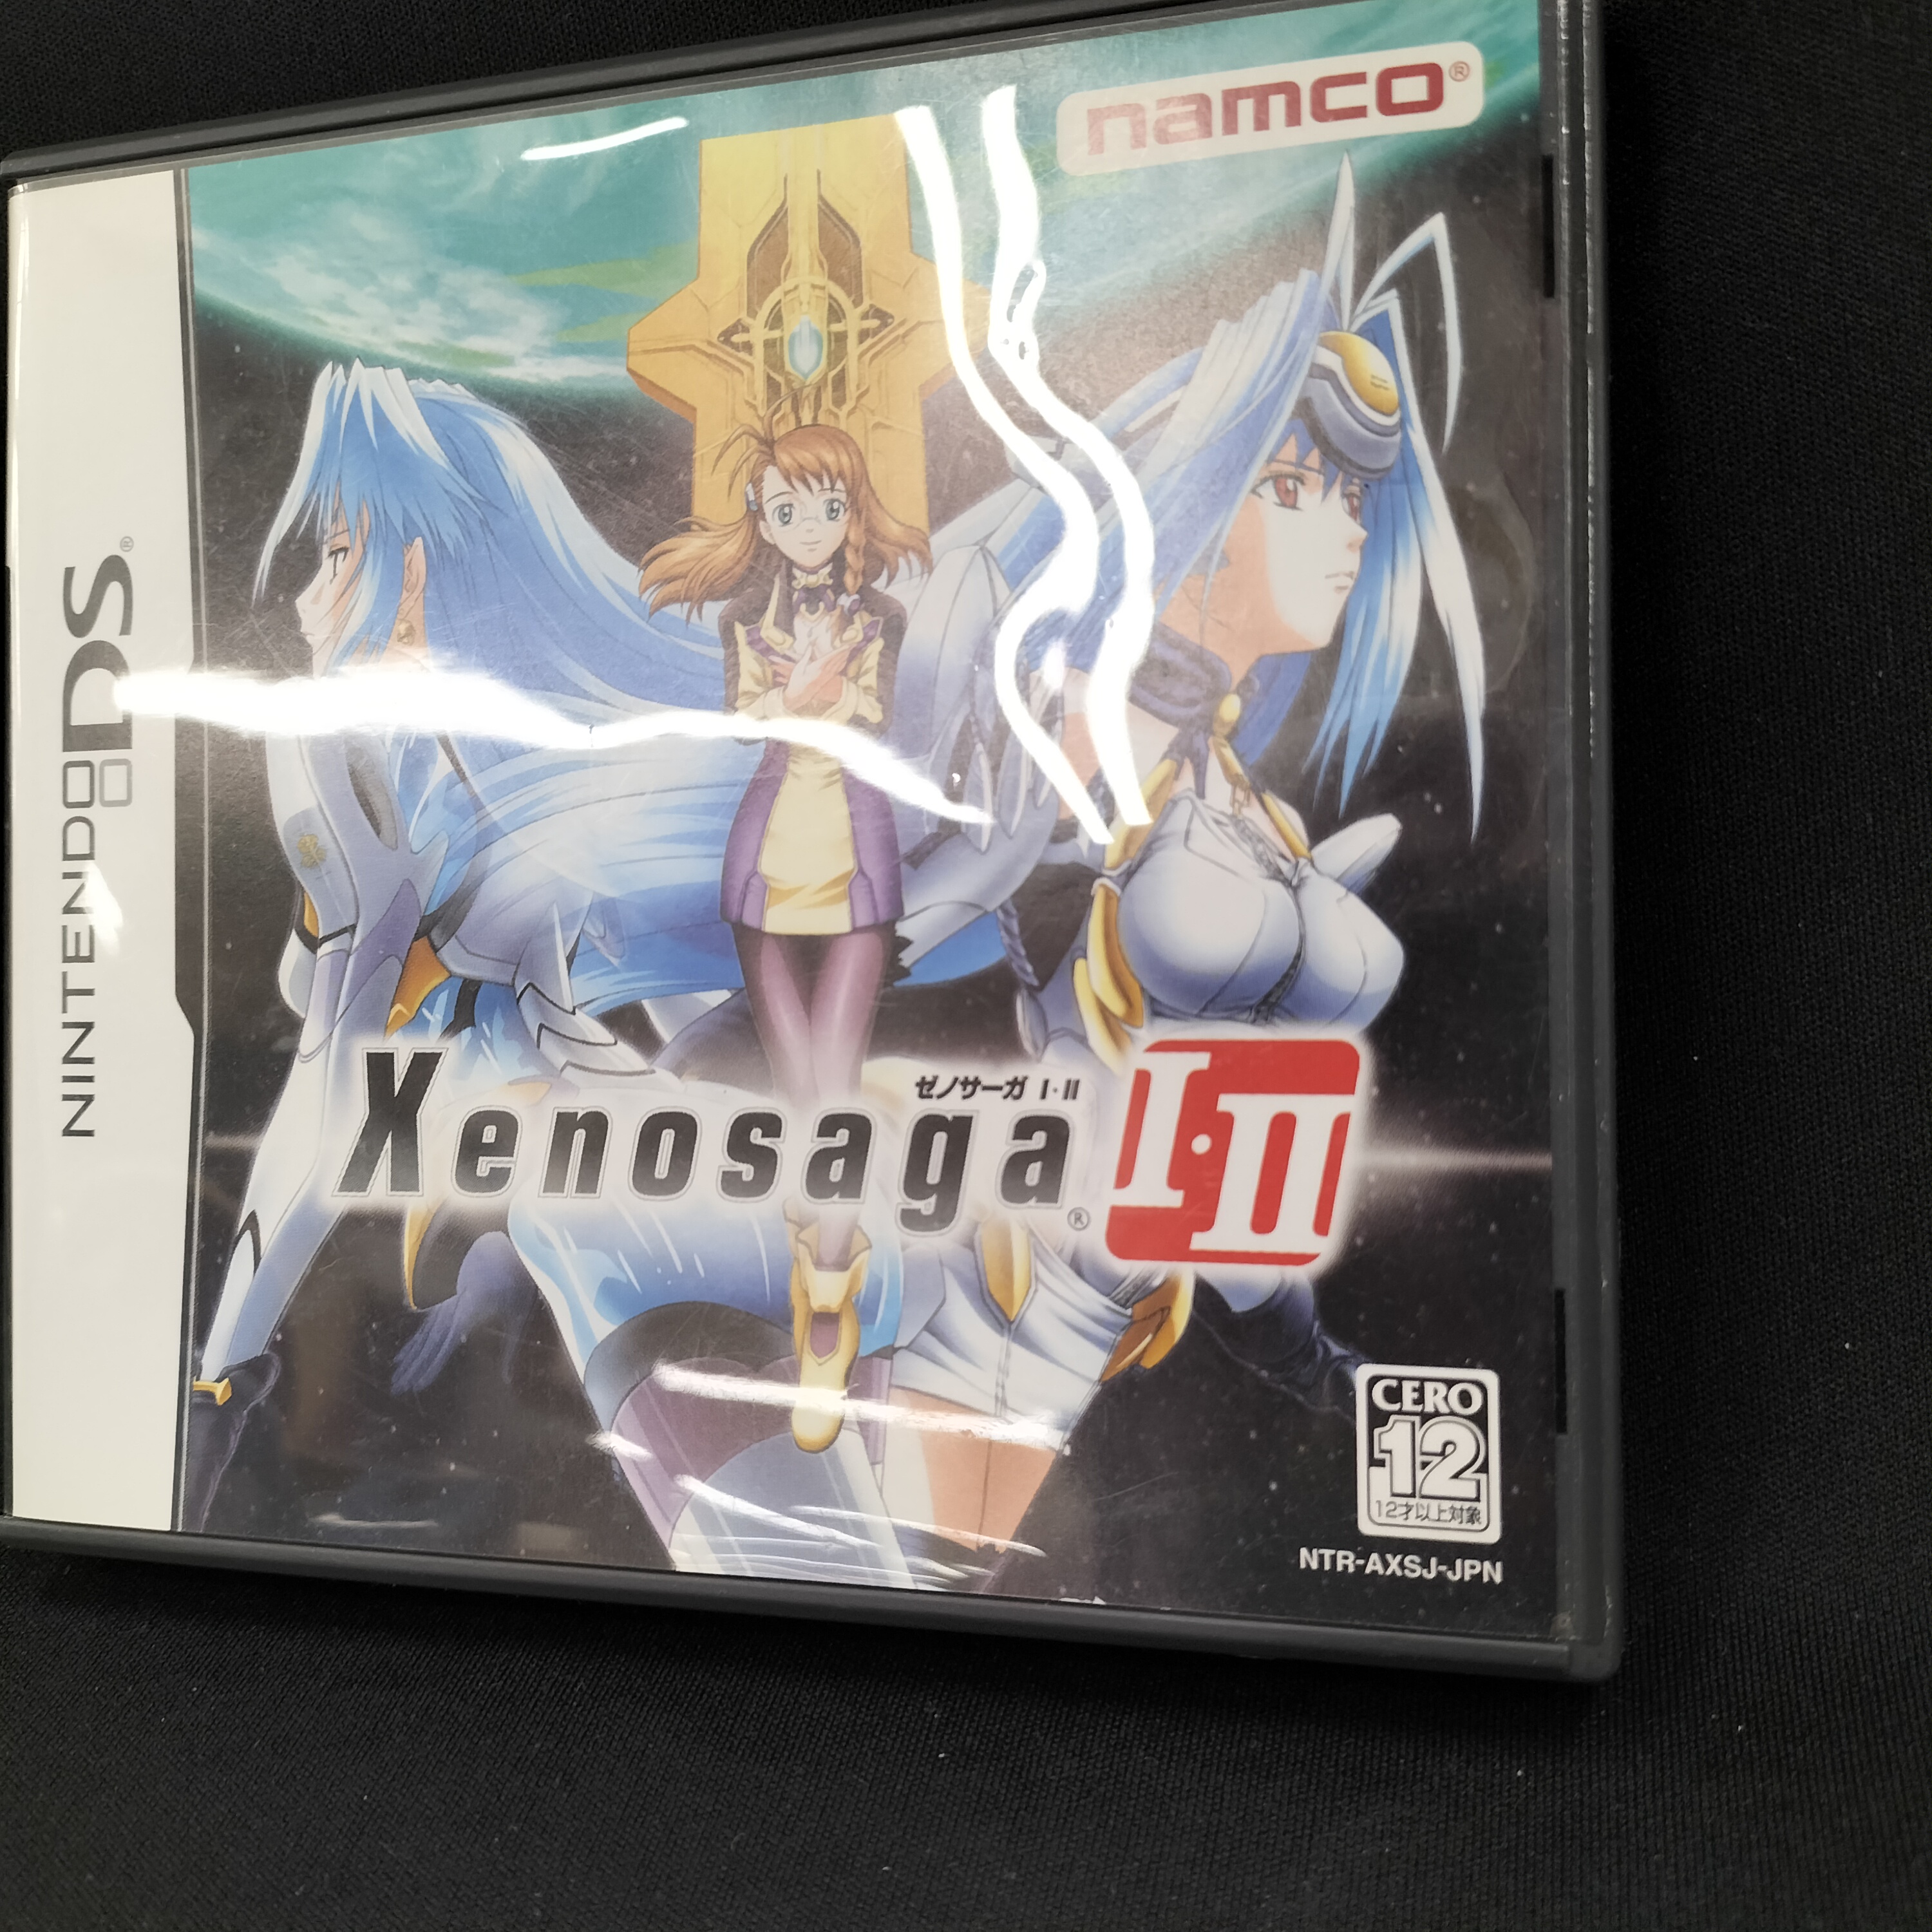 namco®
NINTENDO DS®
ゼノサーガ I・II
Xenosaga® I・II
CERO
12
12才以上対象
NTR-AXSJ-JPN